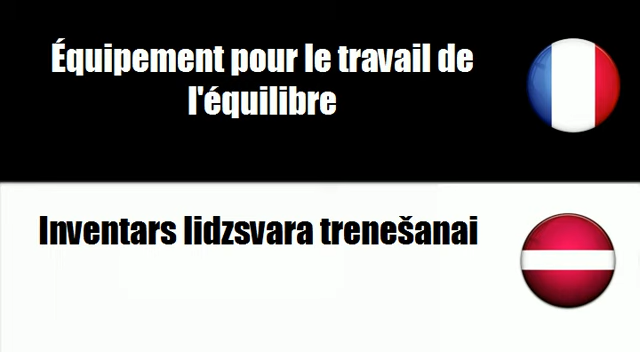 Équipement pour le travail de
l'équilibre
Inventars lidzsvara trenešanai